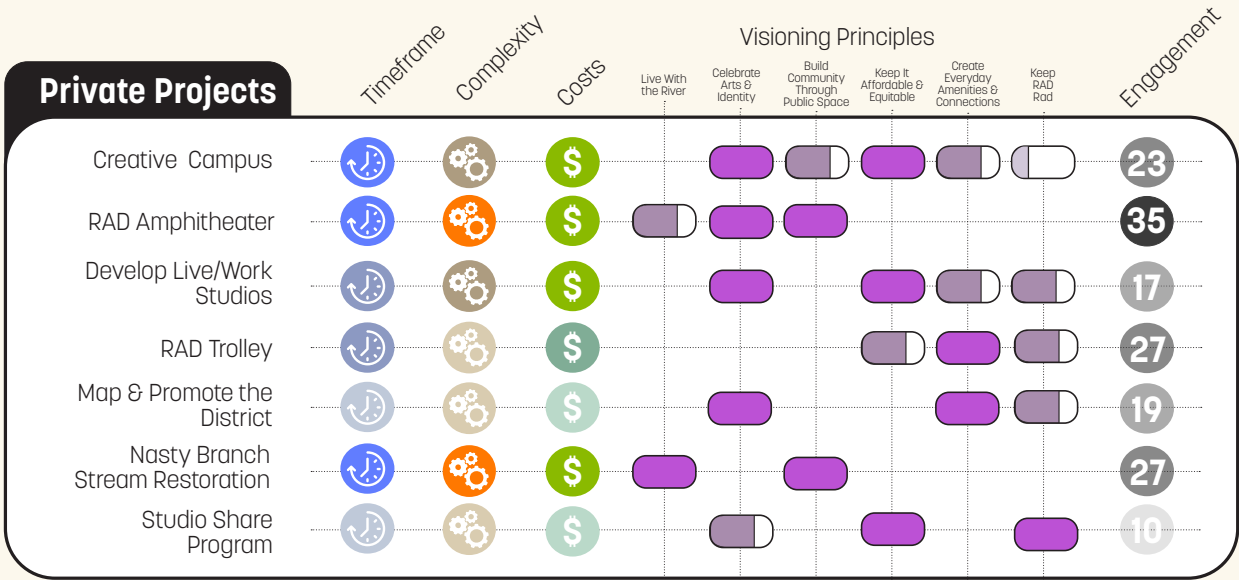 Timeframe
Complexity
Costs
Visioning Principles
Engagement
Live With
the River
Celebrate
Arts &
Identity
Build
Community
Through
Public Space
Keep It
Affordable &
Equitable
Create
Everyday
Amenities &
Connections
Keep
RAD
Rad
Private Projects
Creative Campus
$
23
RAD Amphitheater
$
35
Develop Live/Work
Studios
$
17
RAD Trolley
$
27
Map & Promote the
District
$
19
Nasty Branch
Stream Restoration
$
27
Studio Share
Program
$
10